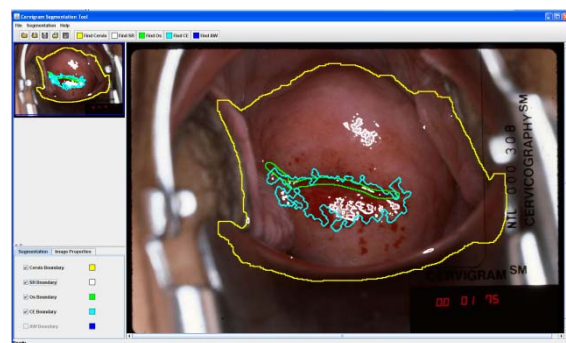 Cervigram Segmentation Tool
File Segmentation Help
Find Cervix Find SR Find Os Find CE Find AW
NIL 000 308
CERVICOGRAPHY SM
CERVIGRAM SM
00 01 75
Segmentation Image Properties
Cervix Boundary
SR Boundary
Os Boundary
CE Boundary
AW Boundary